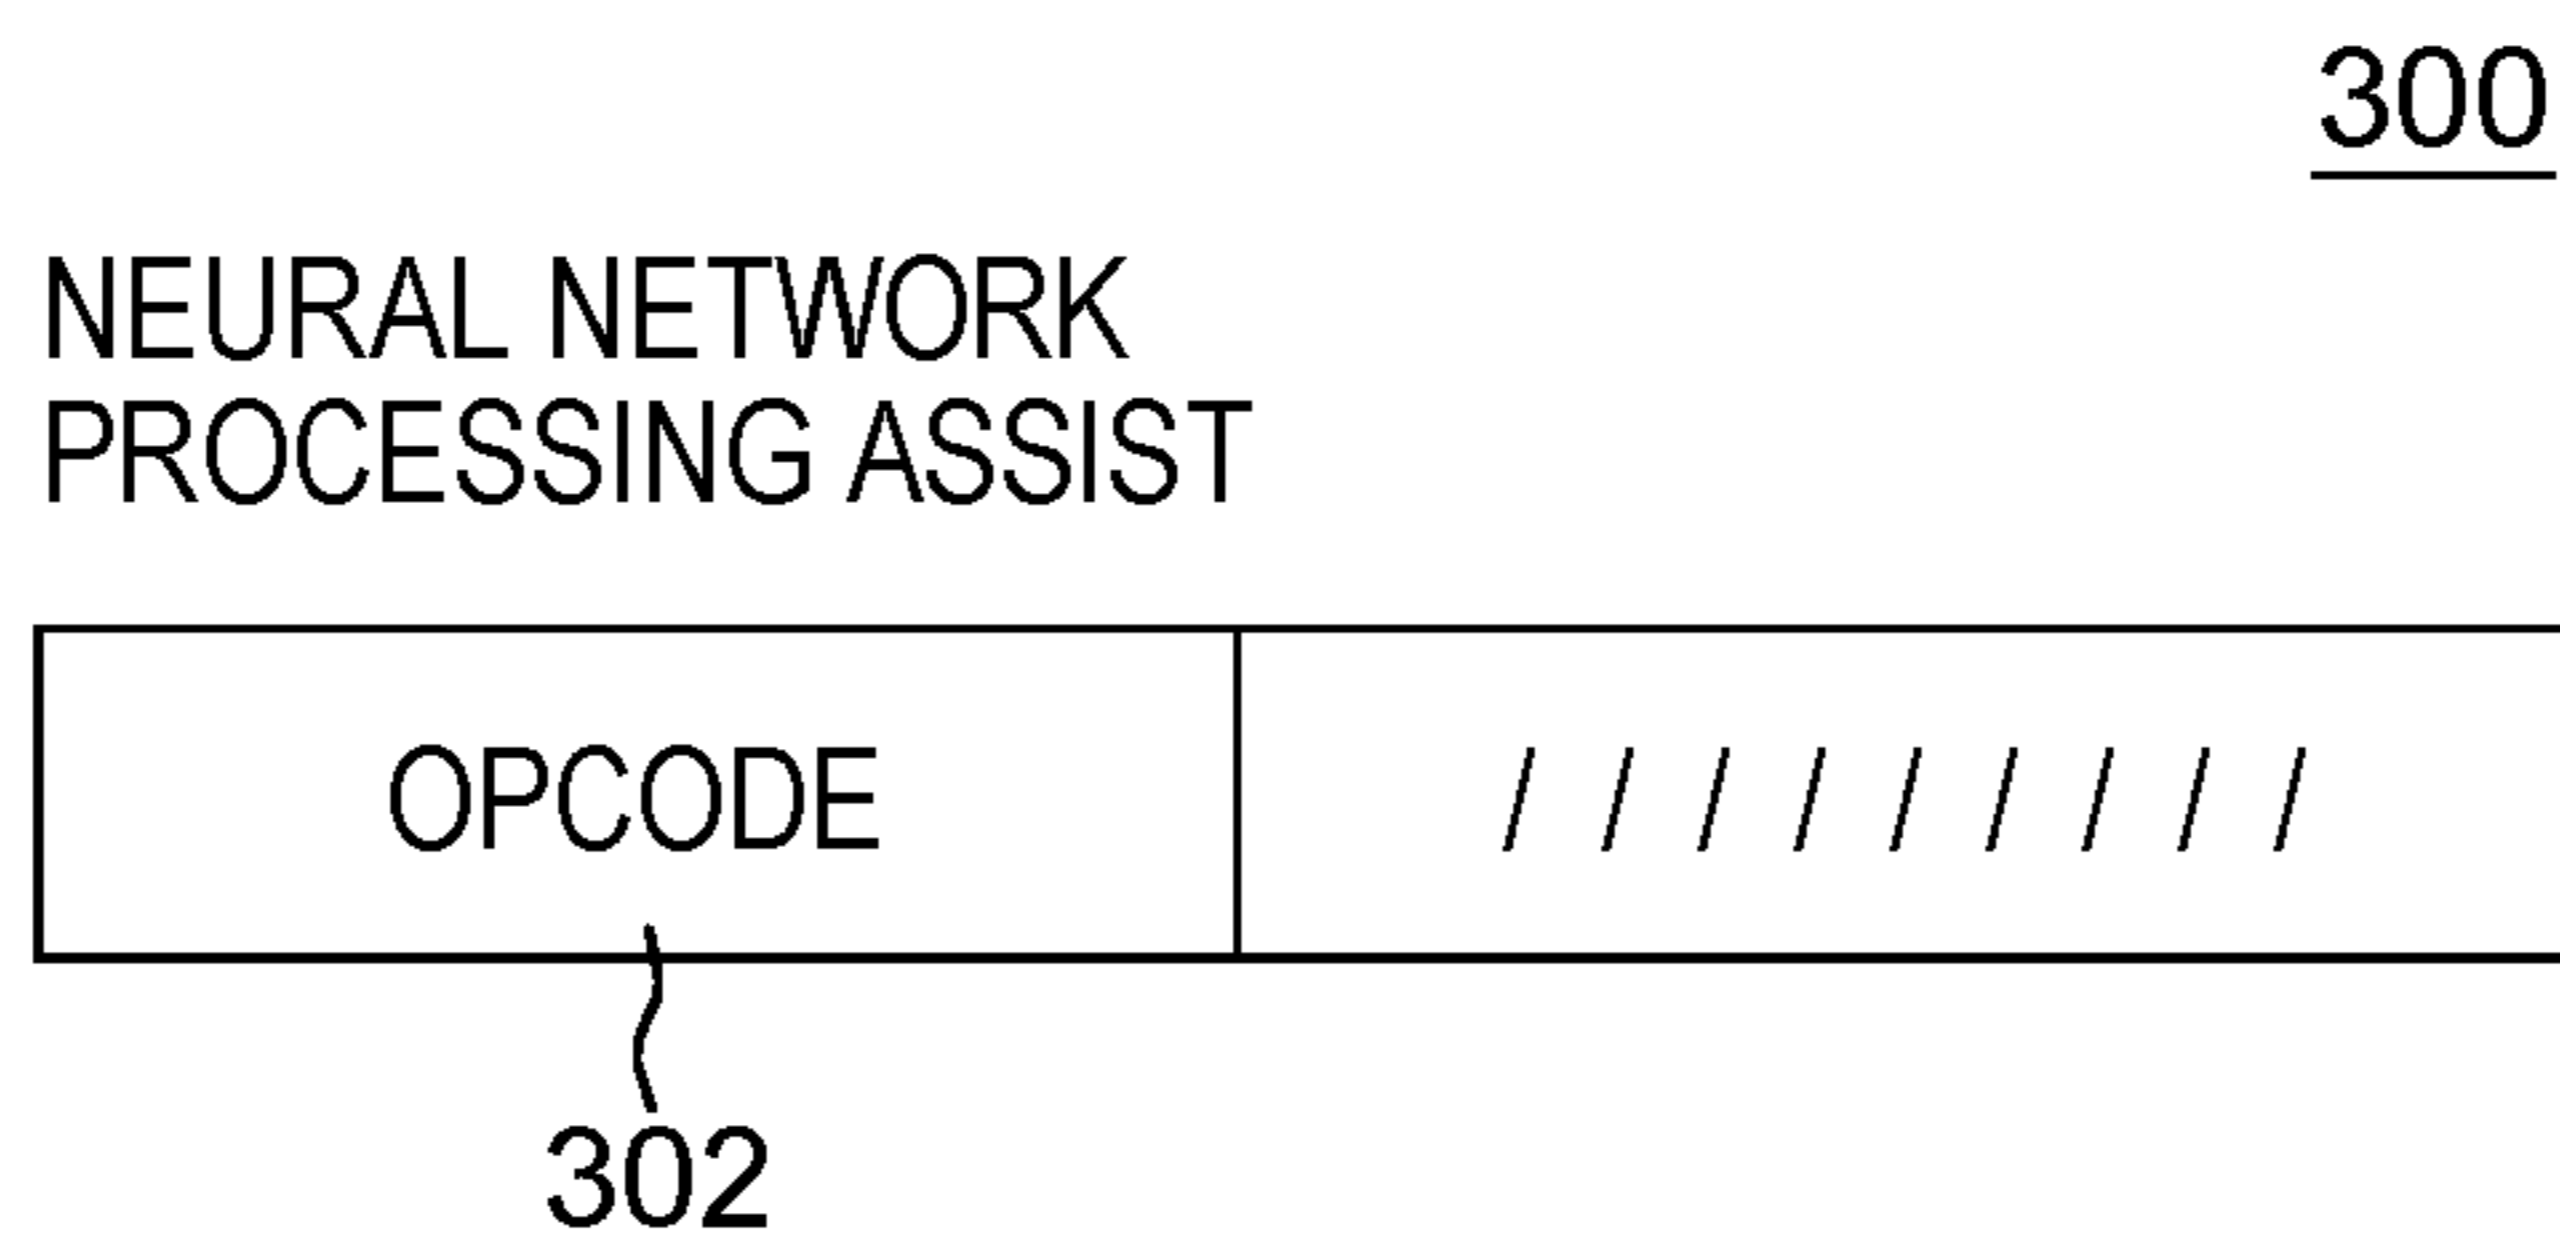 300
NEURAL NETWORK
PROCESSING ASSIST
OPCODE / / / / / / / / /
302